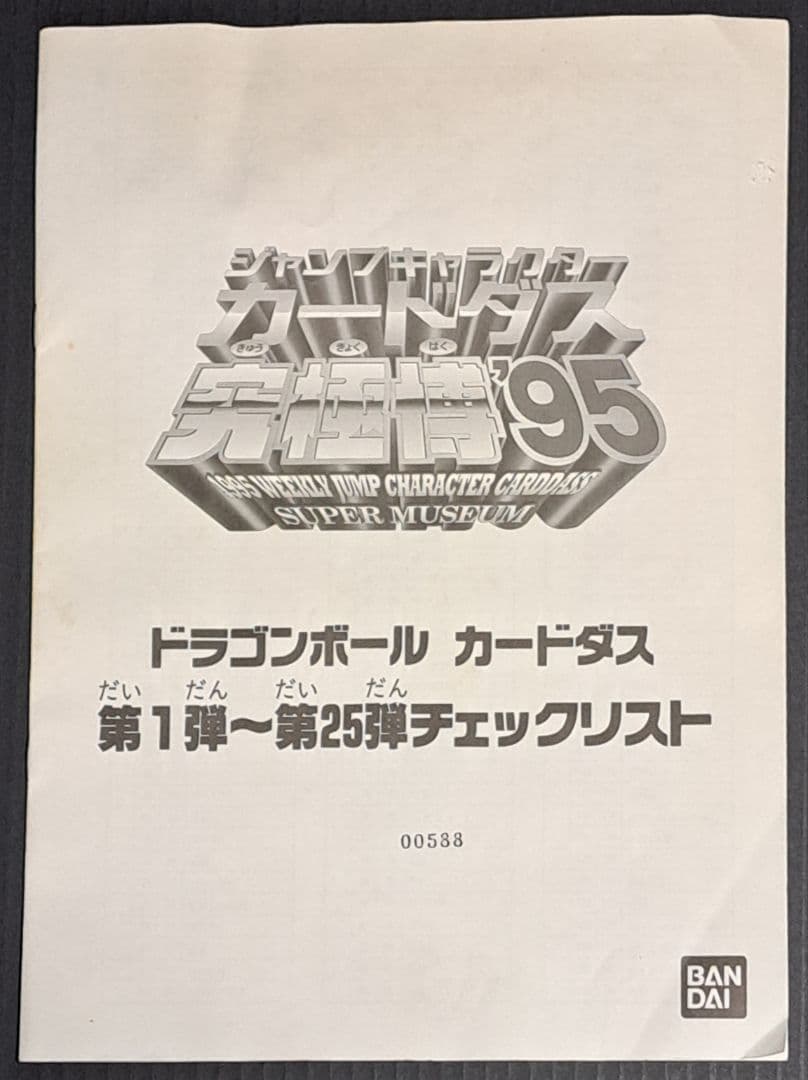 ジャンプキャラクター
カードダス
きゅう きょく はく
究極博'95
1995 WEEKLY JUMP CHARACTER CARDDASS
SUPER MUSEUM
ドラゴンボール カードダス
だい だん だい だん
第1弾～第25弾チェックリスト
00588
BAN
DAI